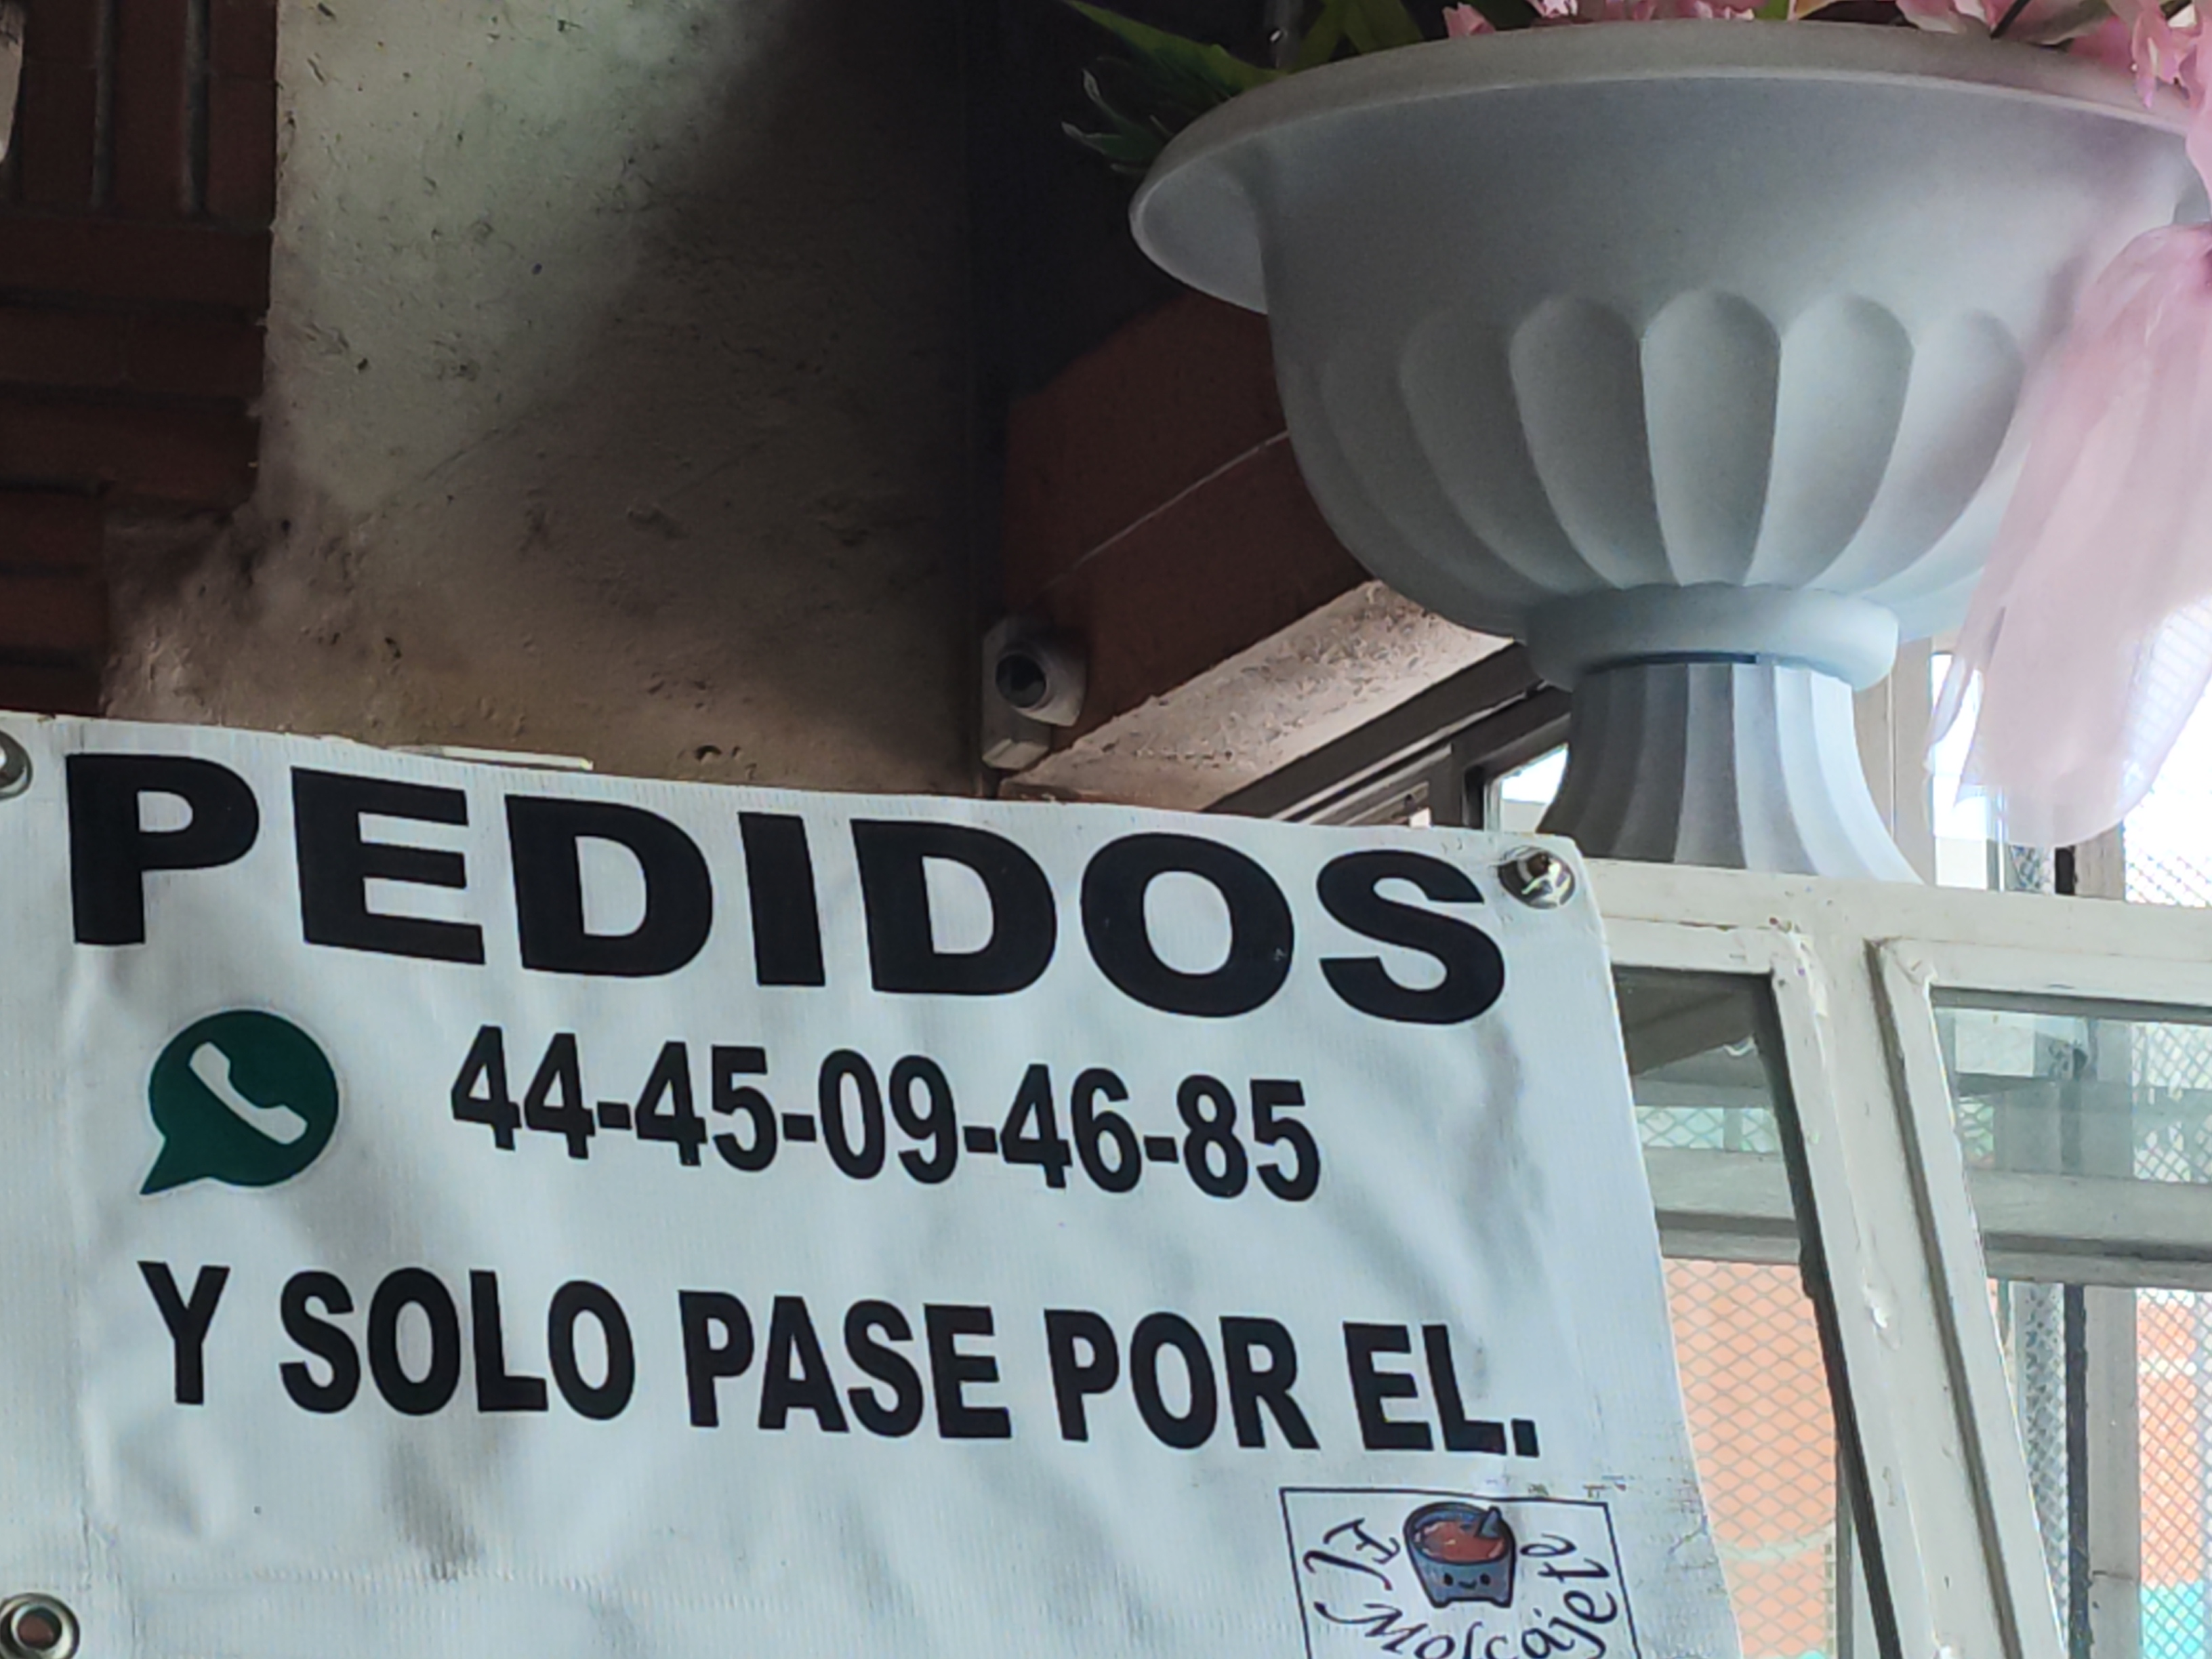 PEDIDOS
44-45-09-46-85
Y SOLO PASE POR EL.
El
Molcajete